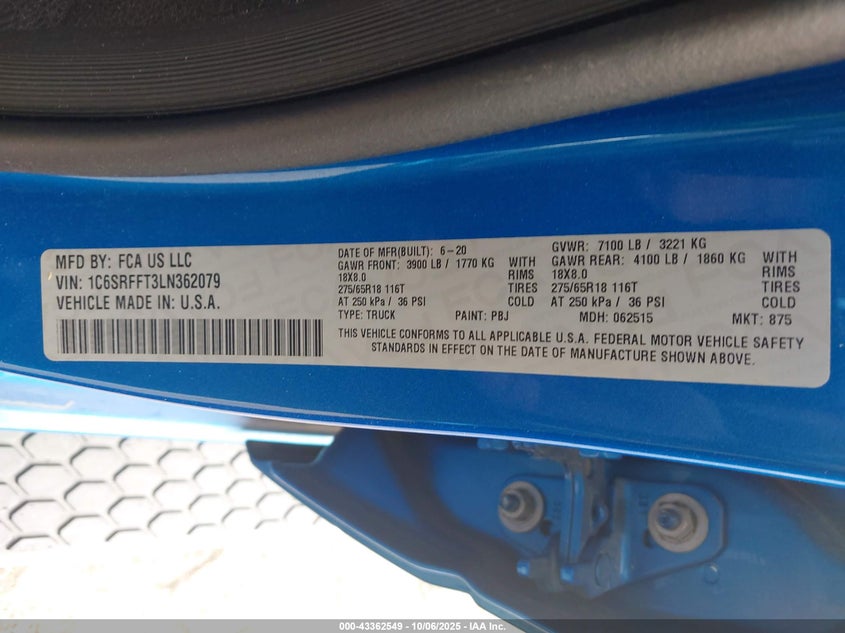 MFD BY: FCA US LLC
VIN: 1C6SRFFT3LN362079
VEHICLE MADE IN: U.S.A.
DATE OF MFR(BUILT): 6-20
GAWR FRONT: 3900 LB / 1770 KG WITH
18X8.0 RIMS
275/65R18 116T TIRES
AT 250 kPa / 36 PSI COLD
TYPE: TRUCK PAINT: PBJ
GVWR: 7100 LB / 3221 KG
GAWR REAR: 4100 LB / 1860 KG WITH
18X8.0 RIMS
275/65R18 116T TIRES
AT 250 kPa / 36 PSI COLD
MDH: 062515 MKT: 875
THIS VEHICLE CONFORMS TO ALL APPLICABLE U.S.A. FEDERAL MOTOR VEHICLE SAFETY
STANDARDS IN EFFECT ON THE DATE OF MANUFACTURE SHOWN ABOVE.
000-43362549 - 10/06/2025 - IAA Inc.